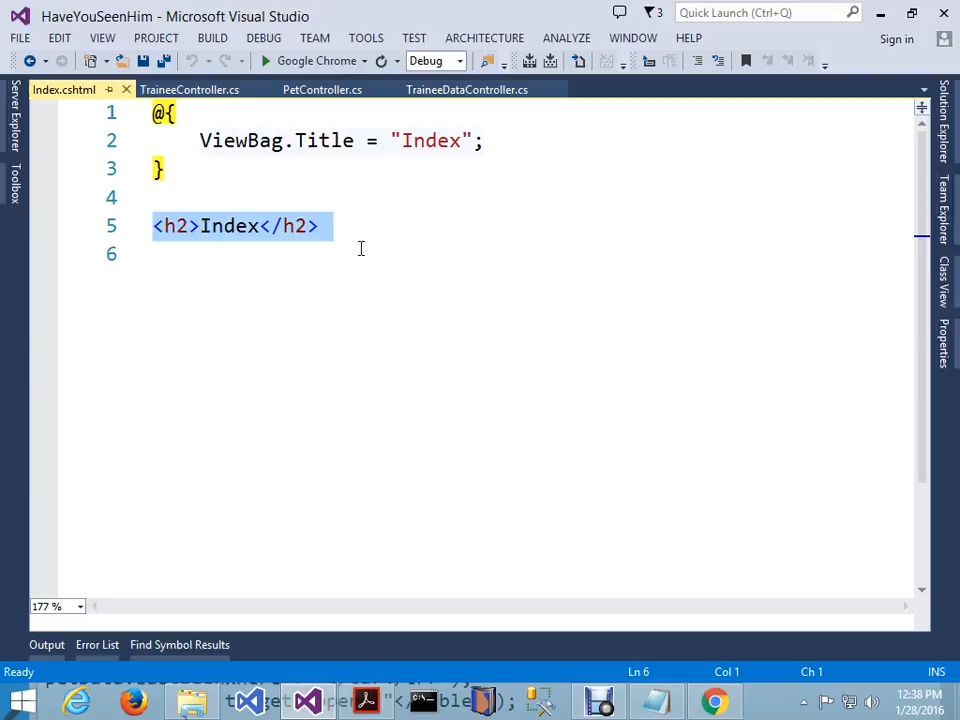 HaveYouSeenHim - Microsoft Visual Studio
3
Quick Launch (Ctrl+Q)
FILE EDIT VIEW PROJECT BUILD DEBUG TEAM TOOLS TEST ARCHITECTURE ANALYZE WINDOW HELP
Sign in
Google Chrome
Debug
Index.cshtml TraineeController.cs PetController.cs TraineeDataController.cs
Server Explorer
Toolbox
1 @{
2 ViewBag.Title = "Index";
3 }
4
5 <h2>Index</h2>
6
Solution Explorer
Team Explorer
Class View
Properties
177 %
Output Error List Find Symbol Results
Ready Ln 6 Col 1 Ch 1 INS
12:38 PM
1/28/2016